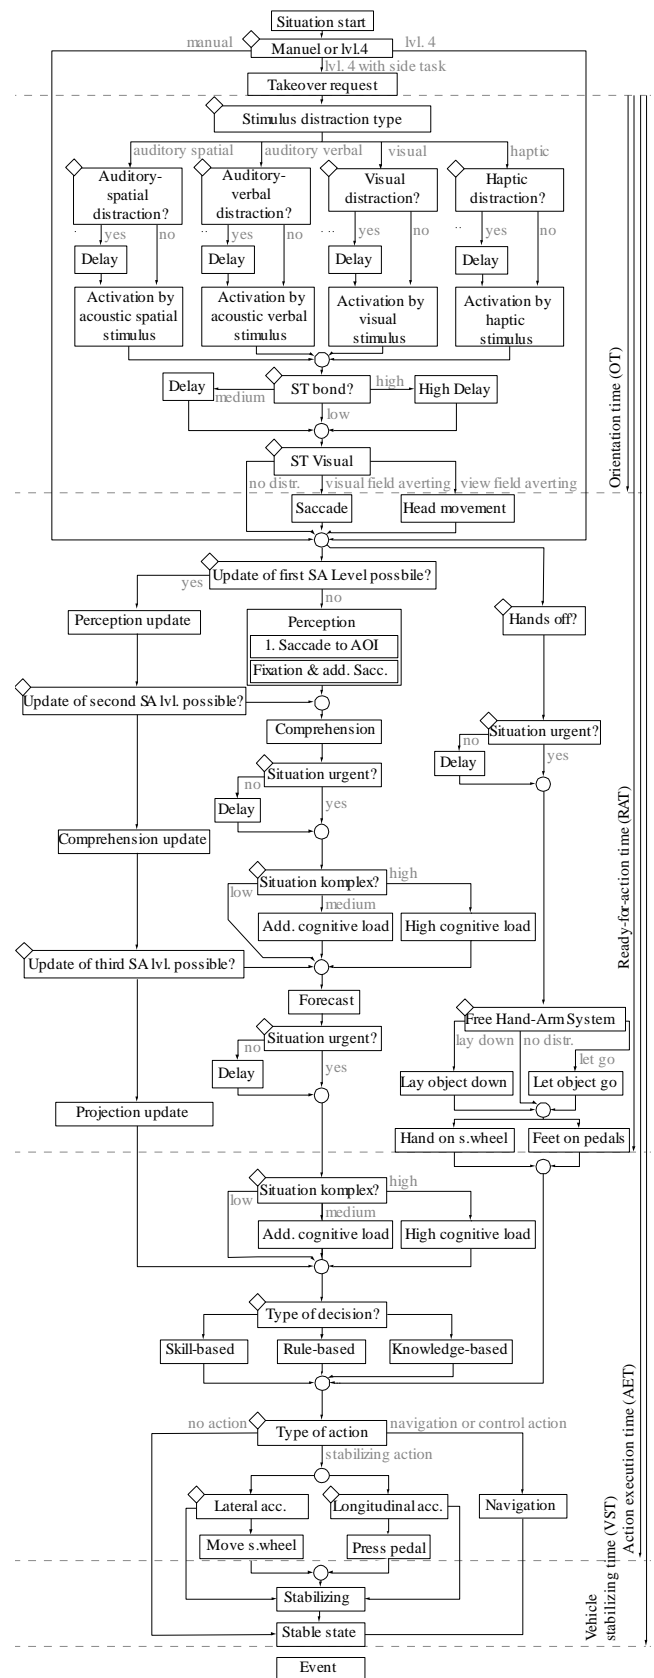 Situation start
manual
Manuel or lvl.4
lvl. 4
lvl. 4 with side task
Takeover request
Stimulus distraction type
auditory spatial
auditory verbal
visual
haptic
Auditory-
spatial
distraction?
Auditory-
verbal
distraction?
Visual
distraction?
Haptic
distraction?
yes
no
yes
no
yes
no
yes
no
Delay
Delay
Delay
Delay
Activation by
acoustic spatial
stimulus
Activation by
acoustic verbal
stimulus
Activation by
visual
stimulus
Activation by
haptic
stimulus
Delay
medium
ST bond?
high
High Delay
low
ST Visual
no distr.
visual field averting
view field averting
Orientation time (OT)
Saccade
Head movement
Update of first SA Level possbile?
yes
no
Perception update
Perception
1. Saccade to AOI
Fixation & add. Sacc.
Hands off?
Update of second SA lvl. possible?
Comprehension
Situation urgent?
no
yes
Delay
Situation urgent?
no
yes
Delay
Comprehension update
Situation komplex?
low
high
medium
Add. cognitive load
High cognitive load
Update of third SA lvl. possible?
Forecast
Situation urgent?
no
yes
Delay
Free Hand-Arm System
lay down
no distr.
let go
Lay object down
Let object go
Projection update
Hand on s.wheel
Feet on pedals
Ready-for-action time (RAT)
Situation komplex?
low
high
medium
Add. cognitive load
High cognitive load
Type of decision?
Skill-based
Rule-based
Knowledge-based
no action
Type of action
navigation or control action
stabilizing action
Lateral acc.
Longitudinal acc.
Navigation
Move s.wheel
Press pedal
Action execution time (AET)
Stabilizing
Stable state
Vehicle
stabilizing time (VST)
Event